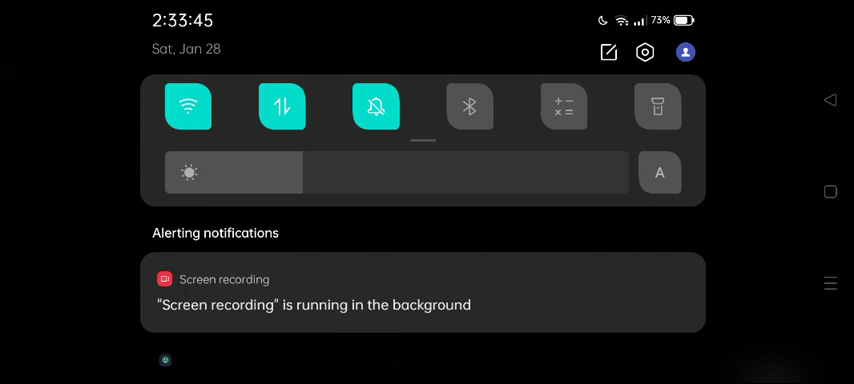 2:33:45
73%
Sat, Jan 28
A
Alerting notifications
Screen recording
"Screen recording" is running in the background